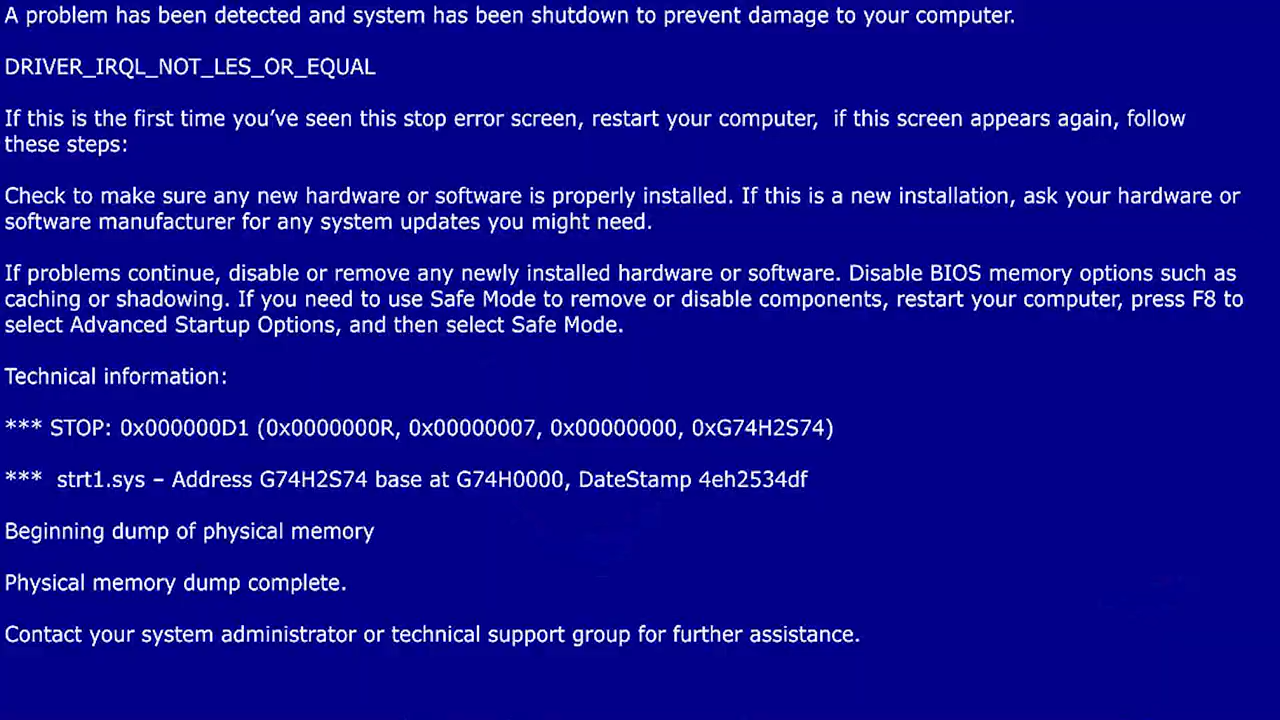 A problem has been detected and system has been shutdown to prevent damage to your computer.
DRIVER_IRQL_NOT_LES_OR_EQUAL
If this is the first time you’ve seen this stop error screen, restart your computer,  if this screen appears again, follow
these steps:
Check to make sure any new hardware or software is properly installed. If this is a new installation, ask your hardware or
software manufacturer for any system updates you might need.
If problems continue, disable or remove any newly installed hardware or software. Disable BIOS memory options such as
caching or shadowing. If you need to use Safe Mode to remove or disable components, restart your computer, press F8 to
select Advanced Startup Options, and then select Safe Mode.
Technical information:
*** STOP: 0x000000D1 (0x0000000R, 0x00000007, 0x00000000, 0xG74H2S74)
***  strt1.sys – Address G74H2S74 base at G74H0000, DateStamp 4eh2534df
Beginning dump of physical memory
Physical memory dump complete.
Contact your system administrator or technical support group for further assistance.